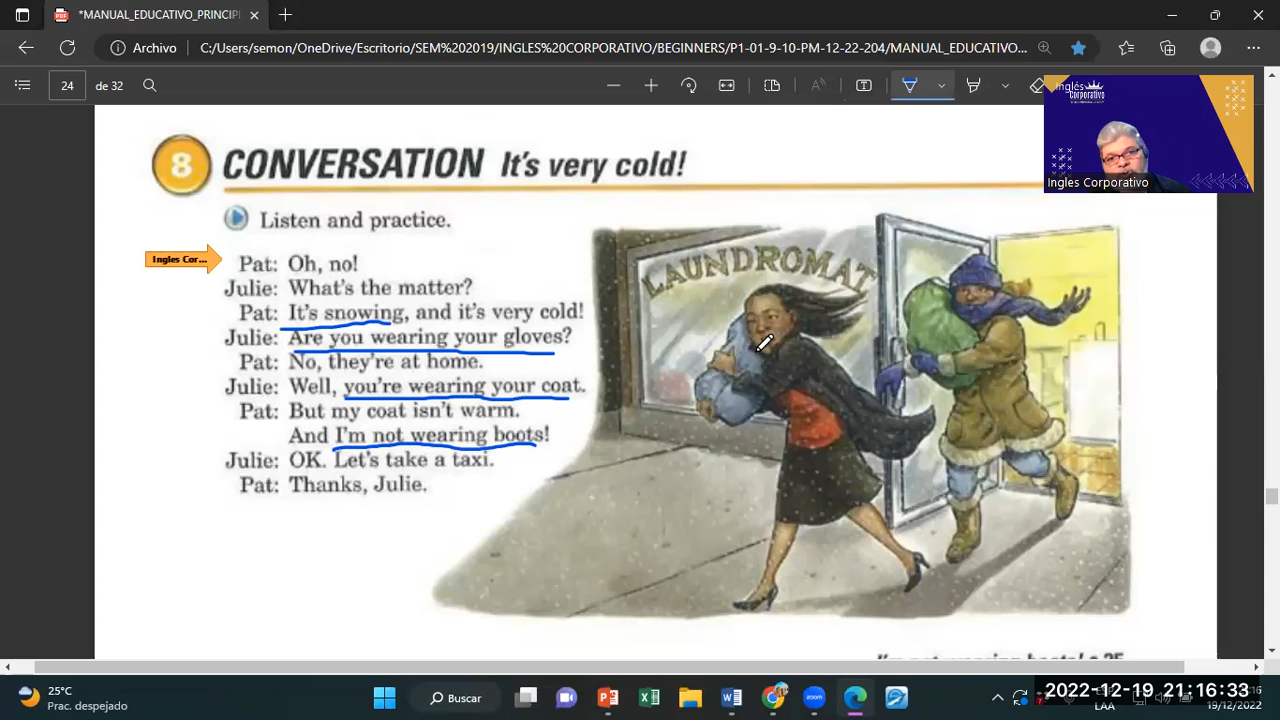 *MANUAL_EDUCATIVO_PRINCIPI
Archivo
C:/Users/semon/OneDrive/Escritorio/SEM%202019/INGLES%20CORPORATIVO/BEGINNERS/P1-01-9-10-PM-12-22-204/MANUAL_EDUCATIVO...
24 de 32
Inglés
Corporativo
Ingles Corporativo
8 CONVERSATION It's very cold!
Listen and practice.
Ingles Cor...
Pat: Oh, no!
Julie: What's the matter?
Pat: It's snowing, and it's very cold!
Julie: Are you wearing your gloves?
Pat: No, they're at home.
Julie: Well, you're wearing your coat.
Pat: But my coat isn't warm.
And I'm not wearing boots!
Julie: OK. Let's take a taxi.
Pat: Thanks, Julie.
LAUNDROMAT
25°C
Prac. despejado
Buscar
zoom
LAA
2022-12-19 21:16:33
19/12/2022